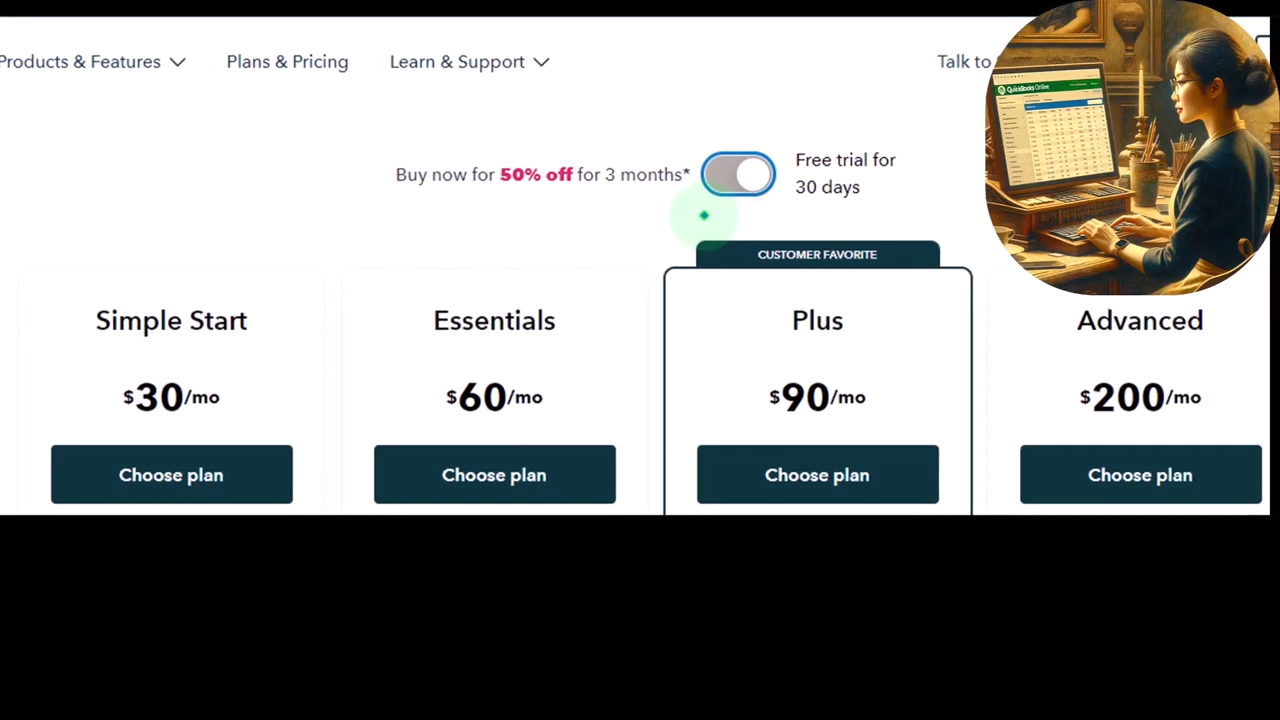 Products & Features
Plans & Pricing
Learn & Support
Talk to
Buy now for 50% off for 3 months*
Free trial for
30 days
QuickBooks Online
CUSTOMER FAVORITE
Simple Start
Essentials
Plus
Advanced
$30/mo
$60/mo
$90/mo
$200/mo
Choose plan
Choose plan
Choose plan
Choose plan